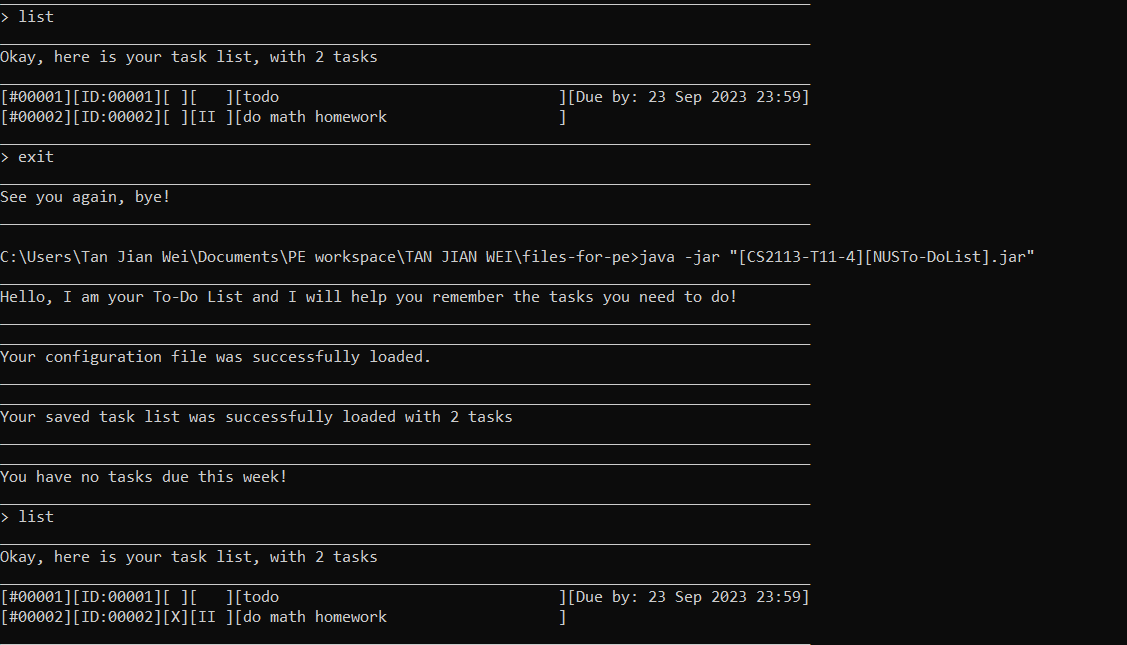 > list
Okay, here is your task list, with 2 tasks
[#00001][ID:00001][ ][   ][todo                               ][Due by: 23 Sep 2023 23:59]
[#00002][ID:00002][ ][II ][do math homework                   ]
> exit
See you again, bye!
C:\Users\Tan Jian Wei\Documents\PE workspace\TAN JIAN WEI\files-for-pe>java -jar "[CS2113-T11-4][NUSTo-DoList].jar"
Hello, I am your To-Do List and I will help you remember the tasks you need to do!
Your configuration file was successfully loaded.
Your saved task list was successfully loaded with 2 tasks
You have no tasks due this week!
> list
Okay, here is your task list, with 2 tasks
[#00001][ID:00001][ ][   ][todo                               ][Due by: 23 Sep 2023 23:59]
[#00002][ID:00002][X][II ][do math homework                   ]